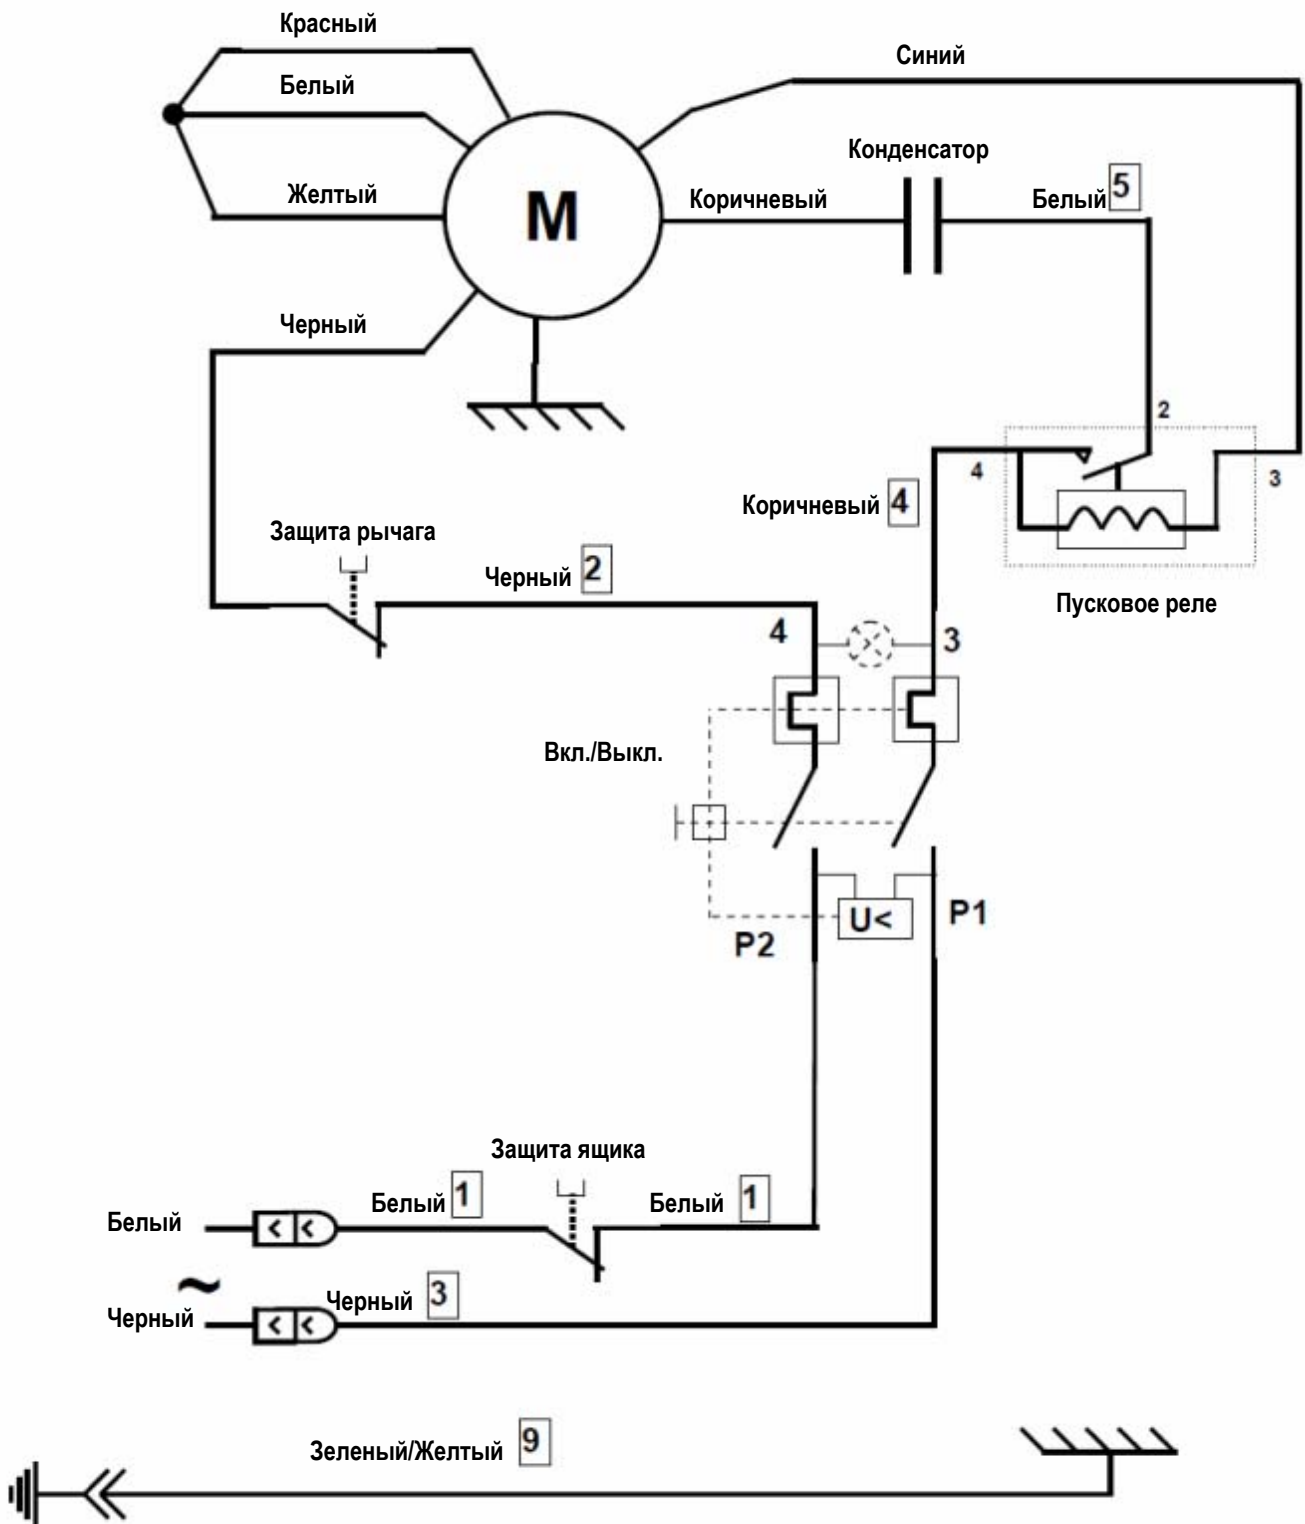 Красный
Синий
Белый
Конденсатор
Желтый
M
Коричневый
Белый 5
Черный
2
4
3
Коричневый 4
Защита рычага
Черный 2
Пусковое реле
4
3
Вкл./Выкл.
U<
P1
P2
Защита ящика
Белый
Белый 1
Белый 1
~
Черный
Черный 3
Зеленый/Желтый 9